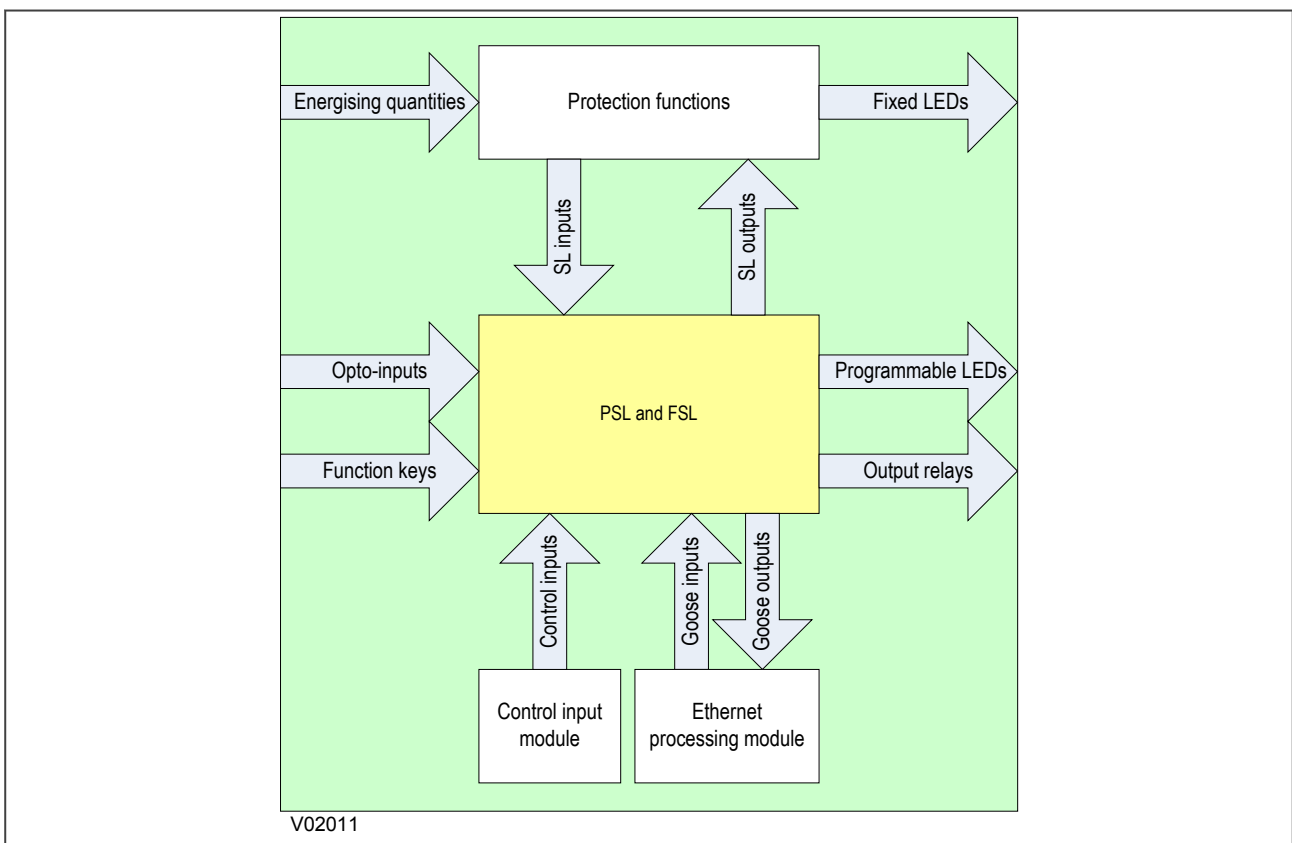 Energising quantities
Protection functions
Fixed LEDs
SL inputs
SL outputs
Opto-inputs
Programmable LEDs
PSL and FSL
Function keys
Output relays
Control inputs
Goose inputs
Goose outputs
Control input
module
Ethernet
processing module
V02011